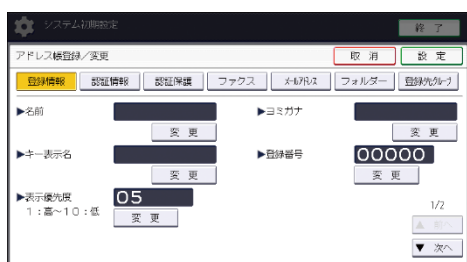 システム初期設定
終 了
アドレス帳登録／変更
取 消
設 定
登録情報
認証情報
認証保護
ファクス
ﾒｰﾙｱﾄﾞﾚｽ
フォルダー
登録先グループ
▶名前
変 更
▶ヨミガナ
変 更
▶キー表示名
変 更
▶登録番号
00000
変 更
▶表示優先度
1：高〜10：低
05
変 更
1/2
▲ 前へ
▼ 次へ